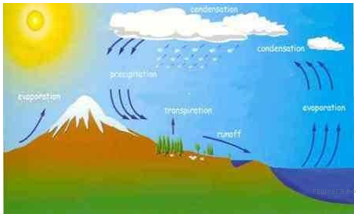 condensation
condensation
precipitation
evaporation
transpiration
evaporation
runoff